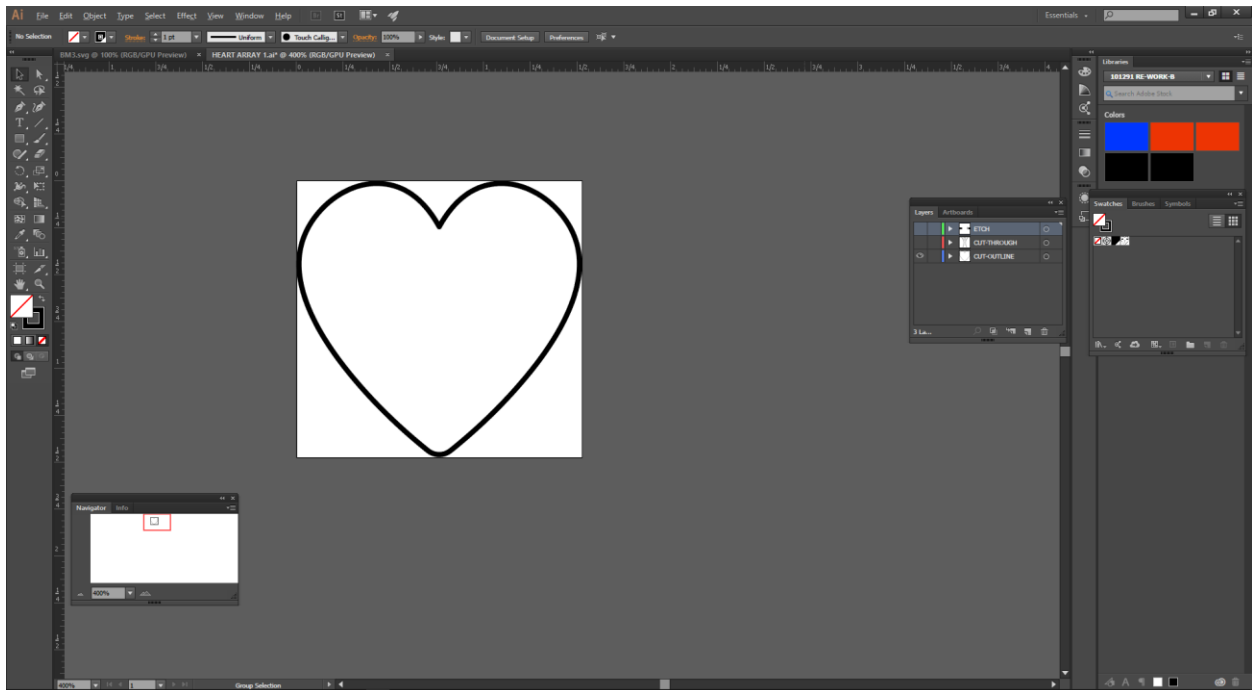 Ai File Edit Object Type Select Effect View Window Help Essentials
No Selection Stroke: 1 pt Uniform Touch Callig... Opacity: 100% Style: Document Setup Preferences
BM3.svg @ 100% (RGB/GPU Preview) × HEART ARRAY 1.ai* @ 400% (RGB/GPU Preview) ×
Libraries
101291 RE-WORK-B
Search Adobe Stock
Colors
Swatches Brushes Symbols
Layers Artboards
ETCH
CUT-THROUGH
CUT-OUTLINE
3 La...
Navigator Info
400%
400% 1 Group Selection